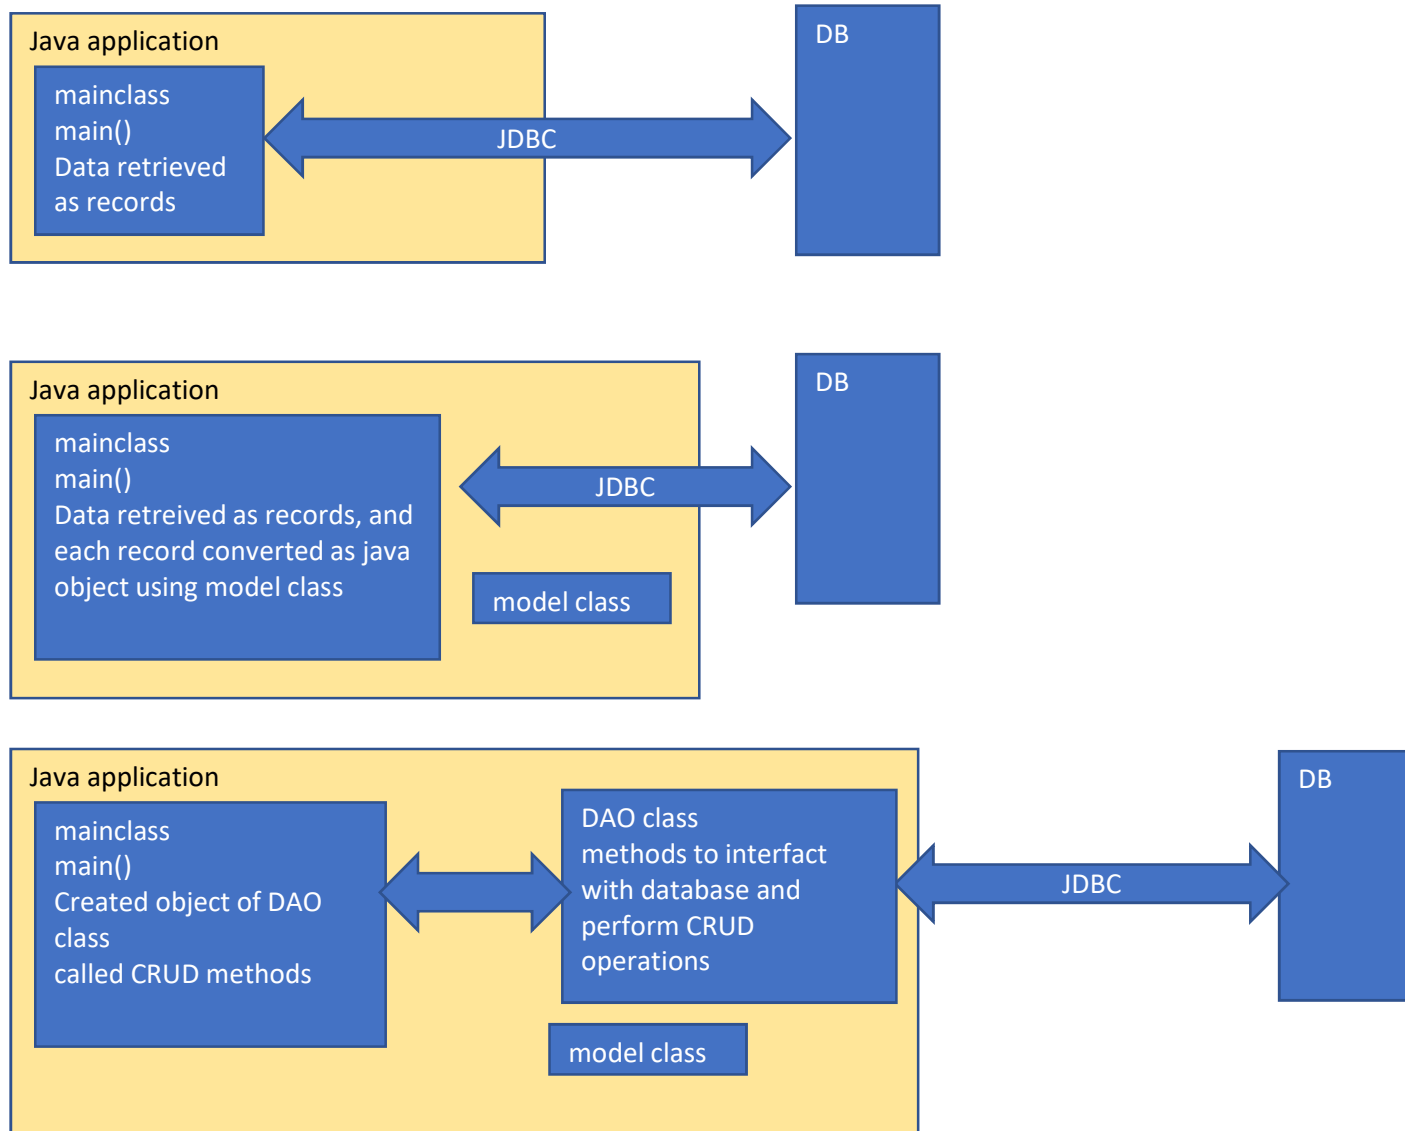 Java application
mainclass
main()
Data retrieved
as records
JDBC
DB
Java application
mainclass
main()
Data retreived as records, and
each record converted as java
object using model class
JDBC
model class
DB
Java application
mainclass
main()
Created object of DAO
class
called CRUD methods
DAO class
methods to interfact
with database and
perform CRUD
operations
model class
JDBC
DB